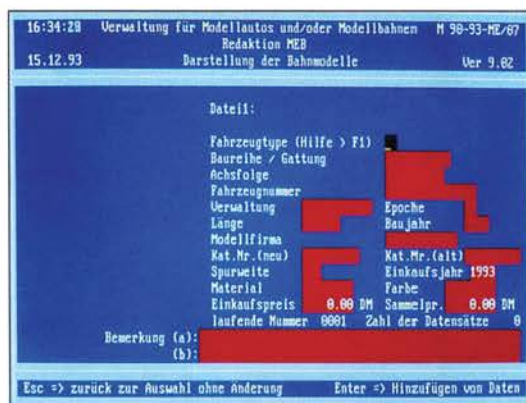 16:34:28 Verwaltung für Modellautos und/oder Modellbahnen M 90-93-ME/07
Redaktion MEB
15.12.93 Darstellung der Bahnmodelle Ver 9.02
Datei1:
Fahrzeugtype (Hilfe > F1)
Baureihe / Gattung
Achsfolge
Fahrzeugnummer
Verwaltung Epoche
Länge Baujahr
Modellfirma
Kat.Nr.(neu) Kat.Nr.(alt)
Spurweite Einkaufsjahr 1993
Material Farbe
Einkaufspreis 0.00 DM Sammelpr. 0.00 DM
laufende Nummer 0001 Zahl der Datensätze 0
Bemerkung (a):
(b):
Esc => zurück zur Auswahl ohne Änderung Enter => Hinzufügen von Daten